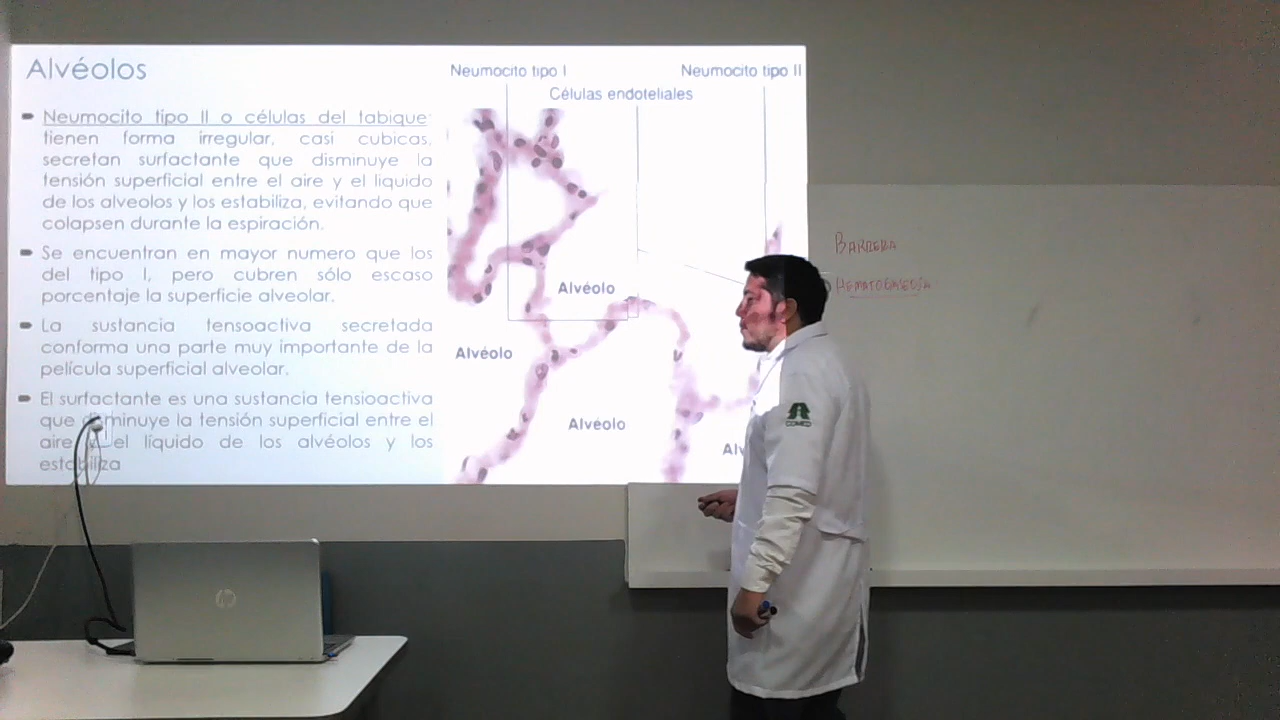 Alvéolos
Neumocito tipo II o células del tabique:
tienen forma irregular, casi cubicas,
secretan surfactante que disminuye la
tensión superficial entre el aire y el liquido
de los alveolos y los estabiliza, evitando que
colapsen durante la espiración.
Se encuentran en mayor numero que los
del tipo I, pero cubren sólo escaso
porcentaje la superficie alveolar.
La sustancia tensoactiva secretada
conforma una parte muy importante de la
película superficial alveolar.
El surfactante es una sustancia tensioactiva
que disminuye la tensión superficial entre el
aire el líquido de los alvéolos y los
estabiliza
Neumocito tipo I
Neumocito tipo II
Células endoteliales
Alvéolo
Alvéolo
Alvéolo
BARRERA
hp